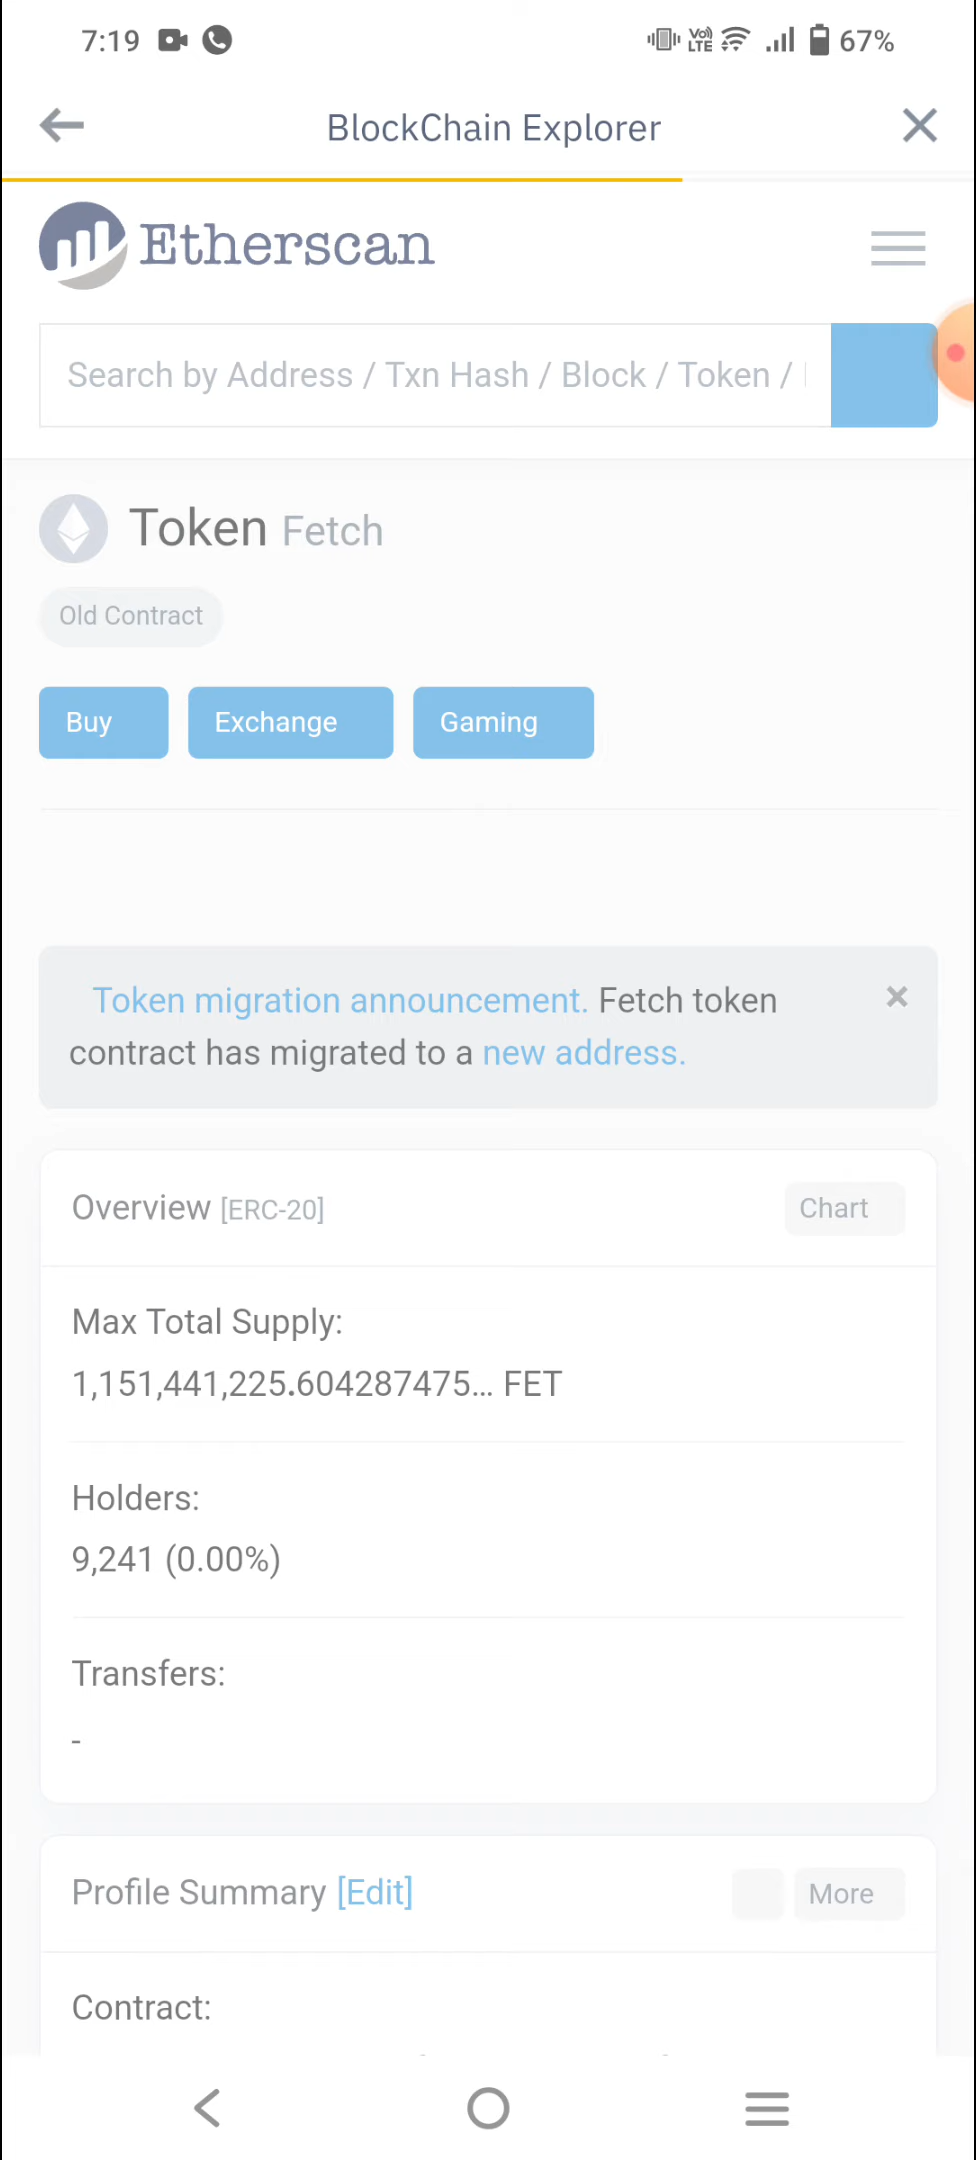 7:19 Vo) LTE 67%
BlockChain Explorer
Etherscan
Search by Address / Txn Hash / Block / Token /
Token Fetch
Old Contract
Buy Exchange Gaming
Token migration announcement. Fetch token ×
contract has migrated to a new address.
Overview [ERC-20] Chart
Max Total Supply:
1,151,441,225.604287475... FET
Holders:
9,241 (0.00%)
Transfers:
-
Profile Summary [Edit] More
Contract: